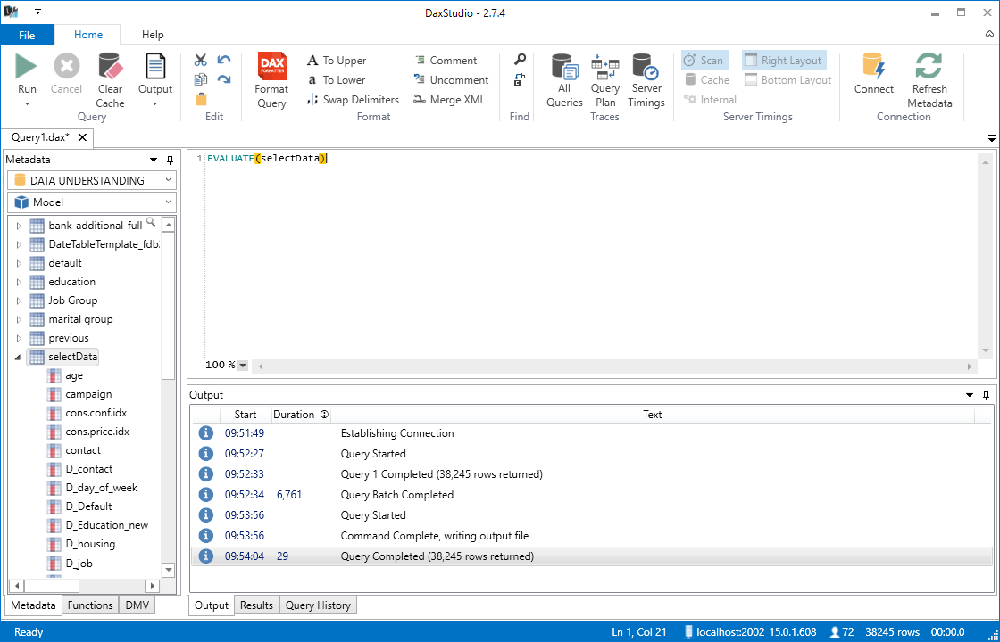 DaxStudio - 2.7.4
File Home Help
Run Cancel Clear Cache Output
Query
Edit
DAX FORMATTER
Format Query
To Upper
To Lower
Swap Delimiters
Comment
Uncomment
Merge XML
Format
Find
All Queries Query Plan Server Timings
Traces
Scan
Cache
Internal
Right Layout
Bottom Layout
Server Timings
Connect Refresh Metadata
Connection
Query1.dax*
Metadata
DATA UNDERSTANDING
Model
bank-additional-full
DateTableTemplate_fdb
default
education
Job Group
marital group
previous
selectData
age
campaign
cons.conf.idx
cons.price.idx
contact
D_contact
D_day_of_week
D_Default
D_Education_new
D_housing
D_job
Metadata Functions DMV
1 EVALUATE(selectData)
100 %
Output
Start Duration Text
09:51:49 Establishing Connection
09:52:27 Query Started
09:52:33 Query 1 Completed (38,245 rows returned)
09:52:34 6,761 Query Batch Completed
09:53:56 Query Started
09:53:56 Command Complete, writing output file
09:54:04 29 Query Completed (38,245 rows returned)
Output Results Query History
Ready Ln 1, Col 21 localhost:2002 15.0.1.608 72 38245 rows 00:00.0